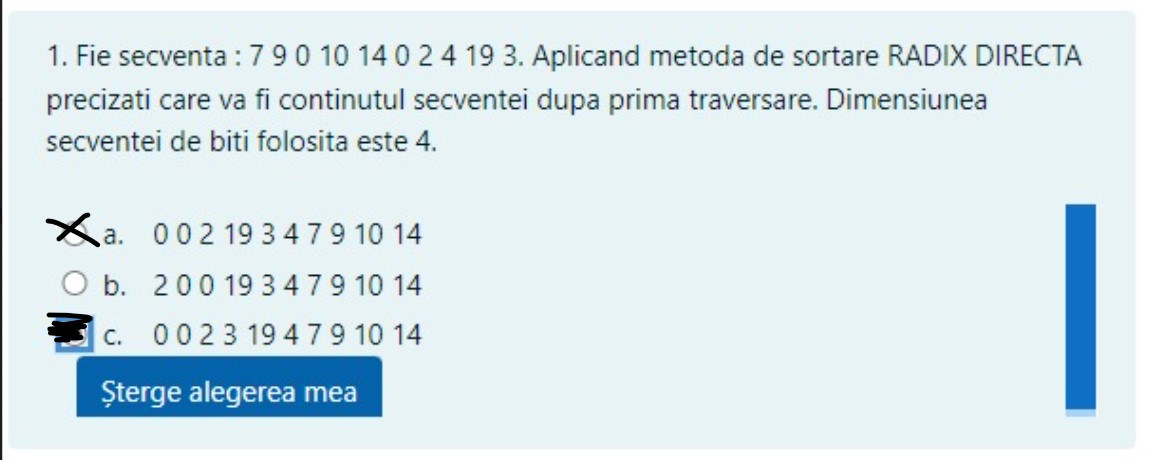 1. Fie secventa : 7 9 0 10 14 0 2 4 19 3. Aplicand metoda de sortare RADIX DIRECTA
precizati care va fi continutul secventei dupa prima traversare. Dimensiunea
secventei de biti folosita este 4.
a. 0 0 2 19 3 4 7 9 10 14
b. 2 0 0 19 3 4 7 9 10 14
c. 0 0 2 3 19 4 7 9 10 14
Șterge alegerea mea